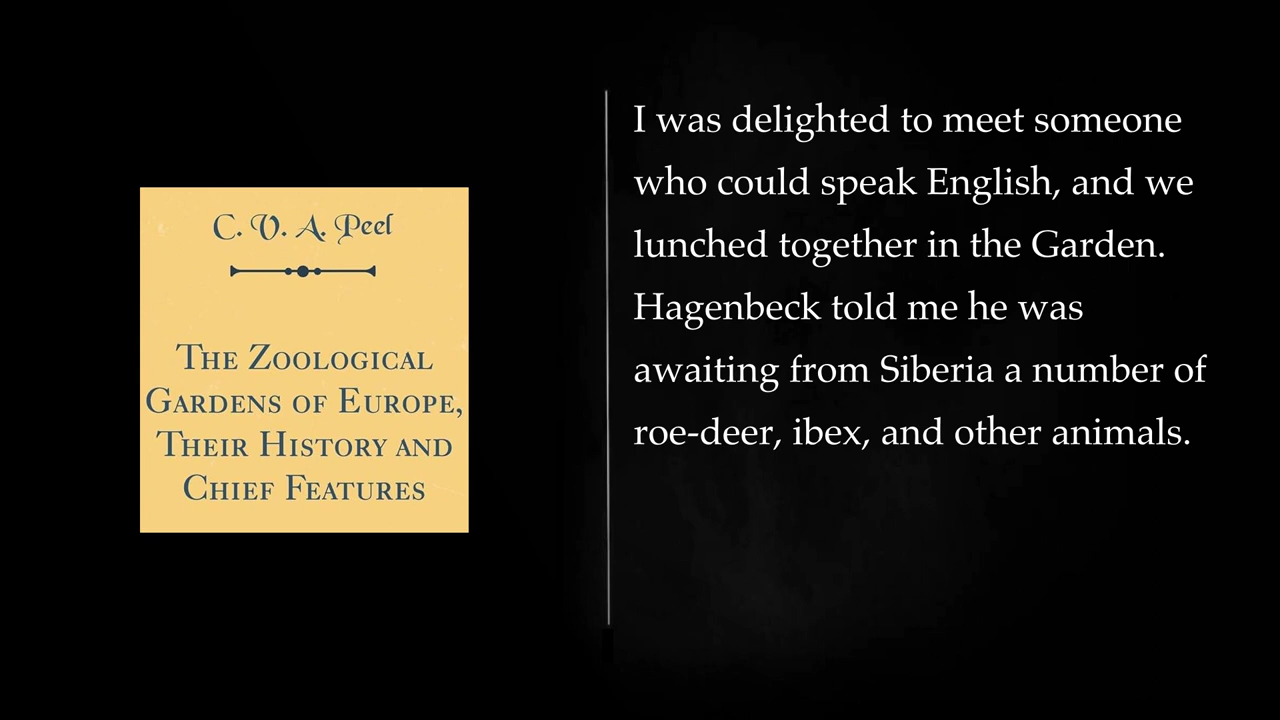 C. V. A. Peel
The Zoological
Gardens of Europe,
Their History and
Chief Features
I was delighted to meet someone
who could speak English, and we
lunched together in the Garden.
Hagenbeck told me he was
awaiting from Siberia a number of
roe-deer, ibex, and other animals.